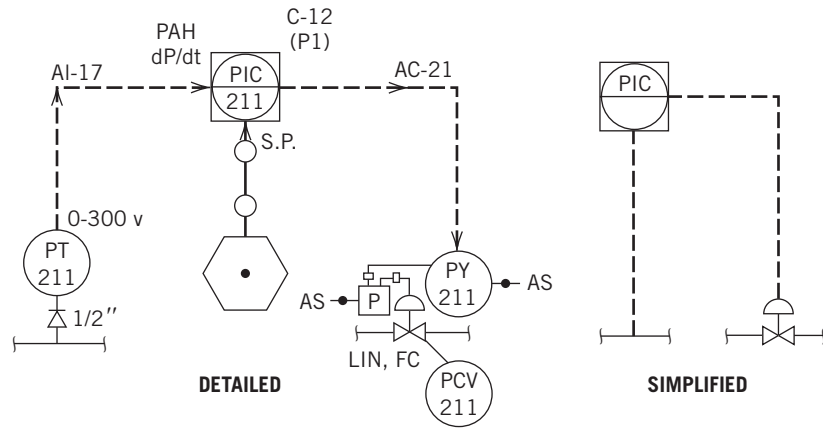 C-12
(P1)
PAH
dP/dt
AI-17
PIC
211
AC-21
PIC
S.P.
0-300 v
PT
211
1/2″
PY
211
AS
AS
P
LIN, FC
PCV
211
DETAILED
SIMPLIFIED